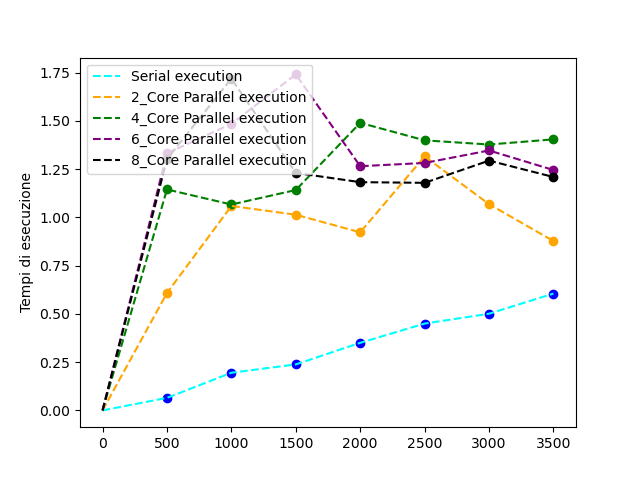 Serial execution
2_Core Parallel execution
4_Core Parallel execution
6_Core Parallel execution
8_Core Parallel execution
Tempi di esecuzione
1.75
1.50
1.25
1.00
0.75
0.50
0.25
0.00
0 500 1000 1500 2000 2500 3000 3500